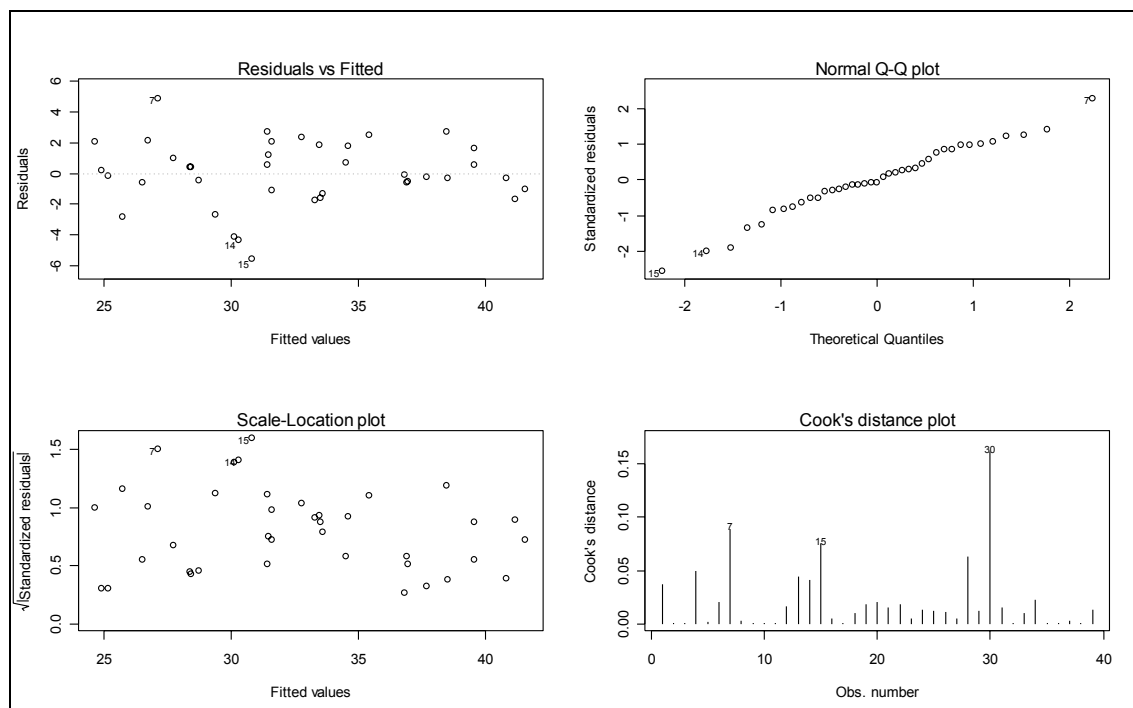 Residuals vs Fitted
Residuals
6
4
2
0
-2
-4
-6
7
14
15
25 30 35 40
Fitted values
Normal Q-Q plot
Standardized residuals
2
1
0
-1
-2
7
14
15
-2 -1 0 1 2
Theoretical Quantiles
Scale-Location plot
√|Standardized residuals|
1.5
1.0
0.5
0.0
7
14
15
25 30 35 40
Fitted values
Cook's distance plot
Cook's distance
0.15
0.10
0.05
0.00
30
7
15
0 10 20 30 40
Obs. number